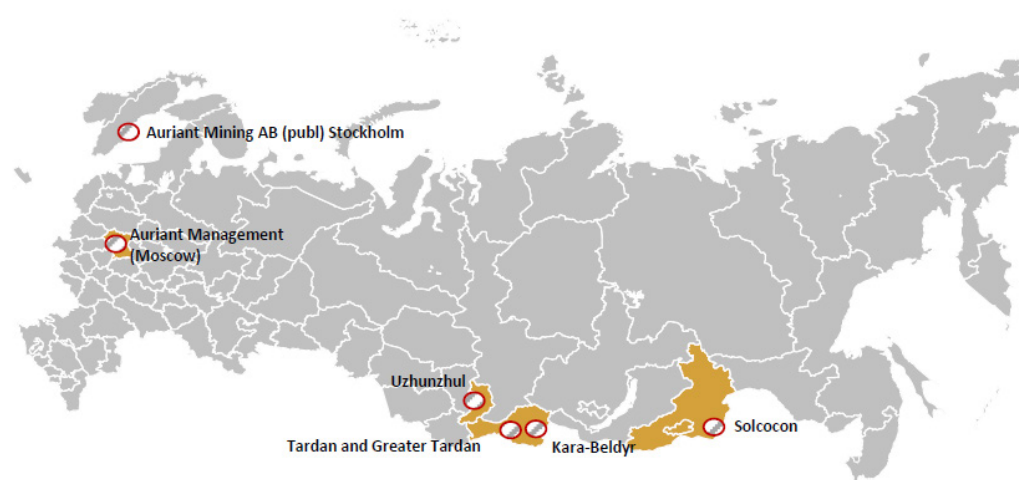 Auriant Mining AB (publ) Stockholm
Auriant Management
(Moscow)
Uzhunzhul
Tardan and Greater Tardan
Kara-Beldyr
Solcocon